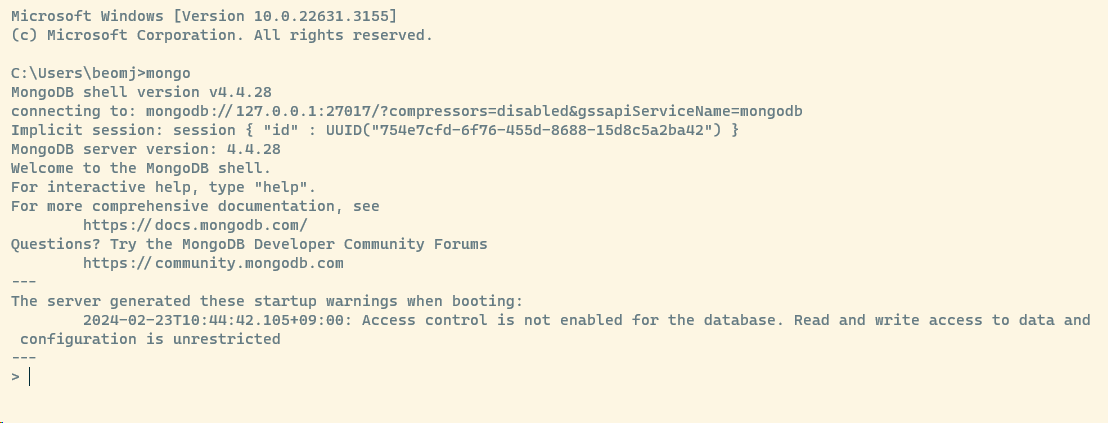 Microsoft Windows [Version 10.0.22631.3155]
(c) Microsoft Corporation. All rights reserved.
C:\Users\beomj>mongo
MongoDB shell version v4.4.28
connecting to: mongodb://127.0.0.1:27017/?compressors=disabled&gssapiServiceName=mongodb
Implicit session: session { "id" : UUID("754e7cfd-6f76-455d-8688-15d8c5a2ba42") }
MongoDB server version: 4.4.28
Welcome to the MongoDB shell.
For interactive help, type "help".
For more comprehensive documentation, see
        https://docs.mongodb.com/
Questions? Try the MongoDB Developer Community Forums
        https://community.mongodb.com
---
The server generated these startup warnings when booting:
        2024-02-23T10:44:42.105+09:00: Access control is not enabled for the database. Read and write access to data and
 configuration is unrestricted
---
>